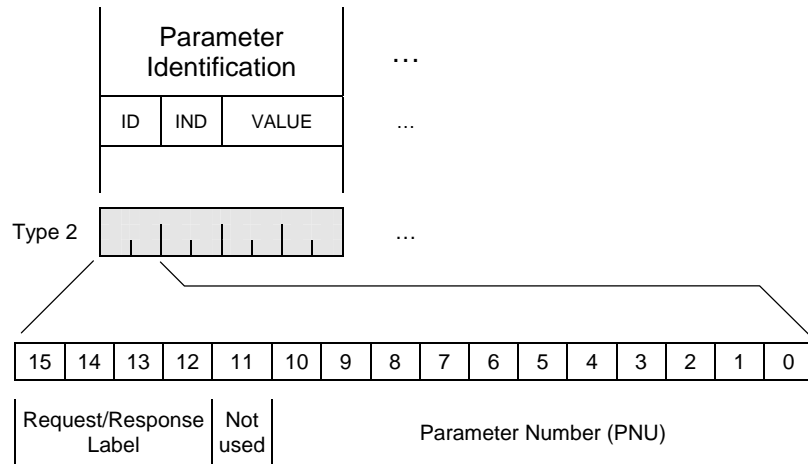 Parameter
Identification
...
ID IND VALUE ...
Type 2 ...
15 14 13 12 11 10 9 8 7 6 5 4 3 2 1 0
Request/Response
Label
Not
used
Parameter Number (PNU)